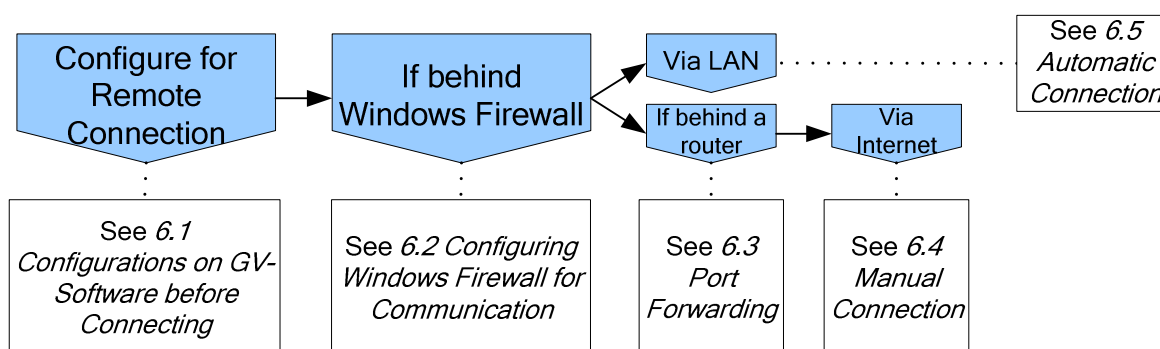 Configure for
Remote
Connection
If behind
Windows Firewall
Via LAN
If behind a
router
Via
Internet
See 6.5
Automatic
Connection
See 6.1
Configurations on GV-
Software before
Connecting
See 6.2 Configuring
Windows Firewall for
Communication
See 6.3
Port
Forwarding
See 6.4
Manual
Connection